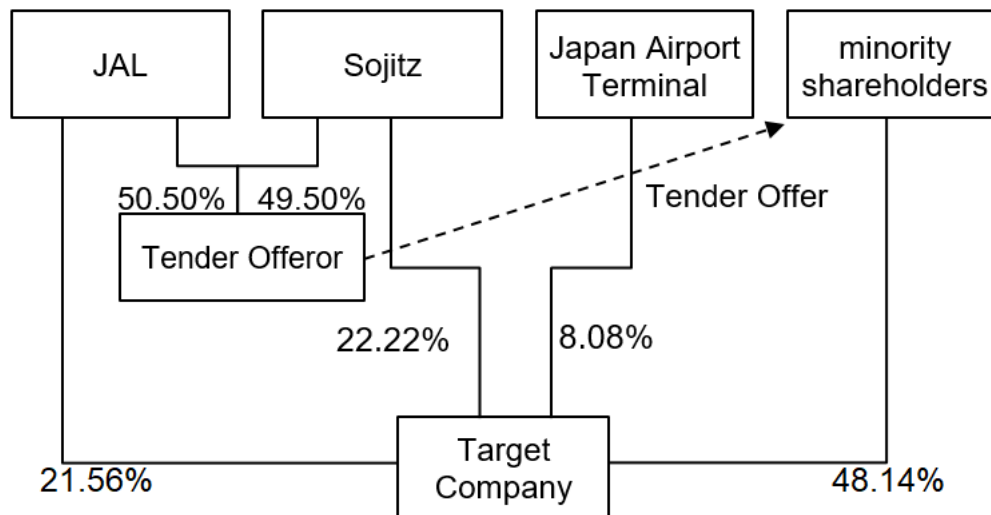 JAL
Sojitz
Japan Airport
Terminal
minority
shareholders
50.50%
49.50%
Tender Offer
Tender Offeror
22.22%
8.08%
Target
Company
21.56%
48.14%